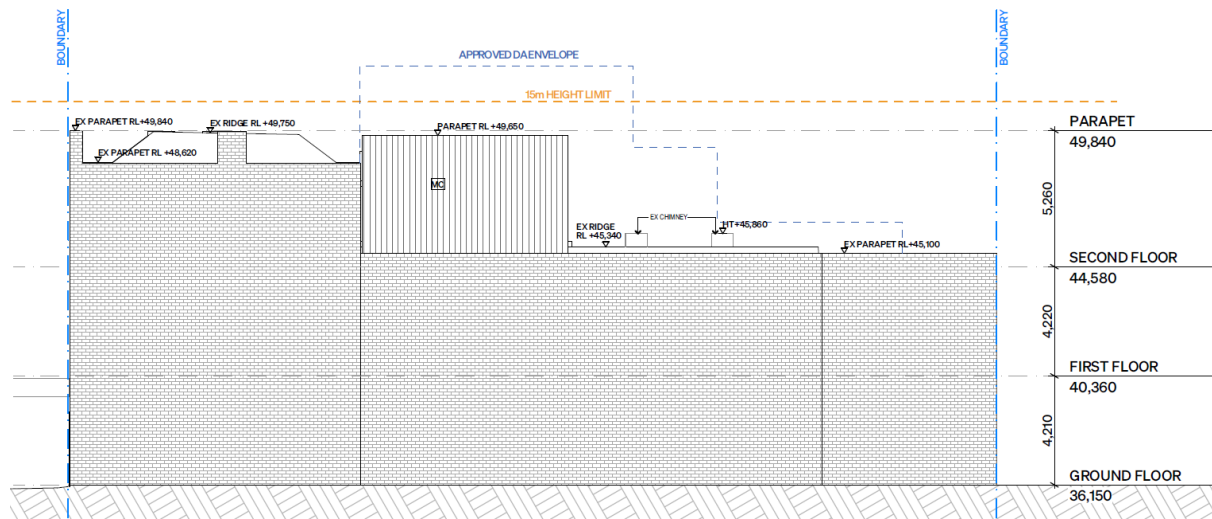 BOUNDARY
BOUNDARY
APPROVED DA ENVELOPE
15m HEIGHT LIMIT
EX PARAPET RL +49,840
EX RIDGE RL +49,750
PARAPET RL +49,650
PARAPET
49,840
EX PARAPET RL +48,620
MC
5,260
EX RIDGE
RL +45,340
EX CHIMNEY
HT +45,860
EX PARAPET RL +45,100
SECOND FLOOR
44,580
4,220
FIRST FLOOR
40,360
4,210
GROUND FLOOR
36,150